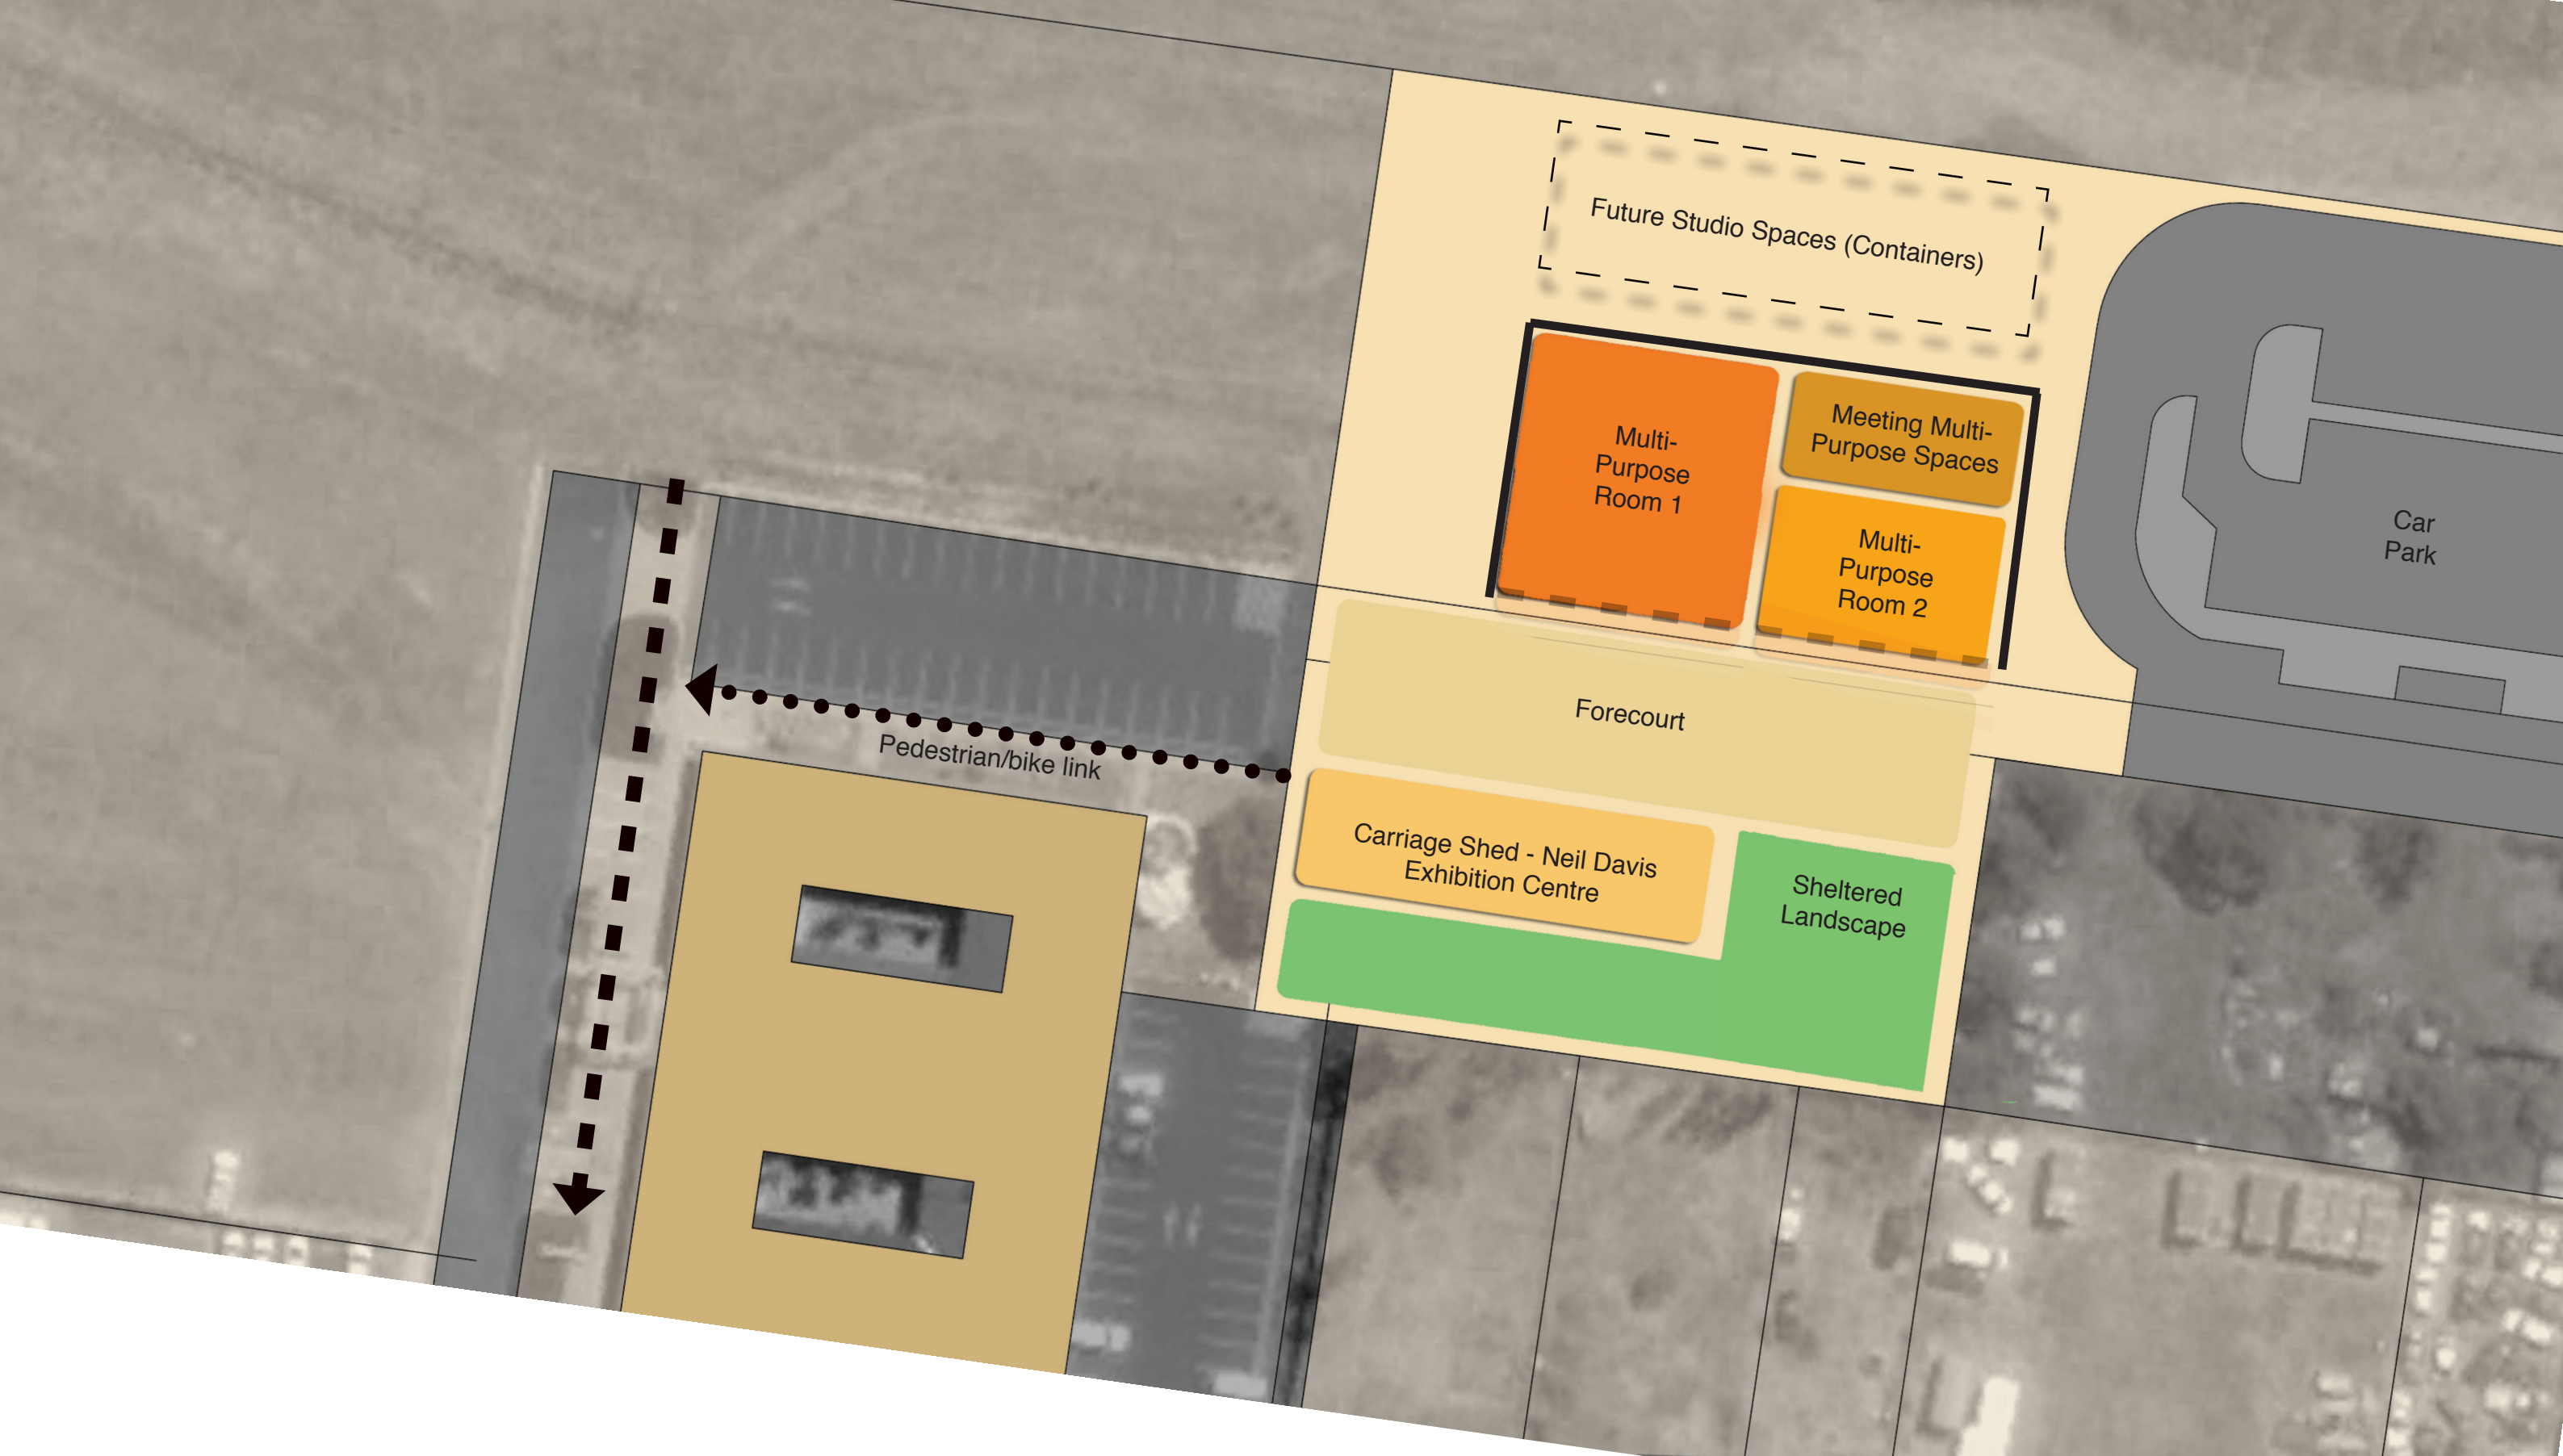 Future Studio Spaces (Containers)
Multi-
Purpose
Room 1
Meeting Multi-
Purpose Spaces
Multi-
Purpose
Room 2
Car
Park
Forecourt
Pedestrian/bike link
Carriage Shed - Neil Davis
Exhibition Centre
Sheltered
Landscape